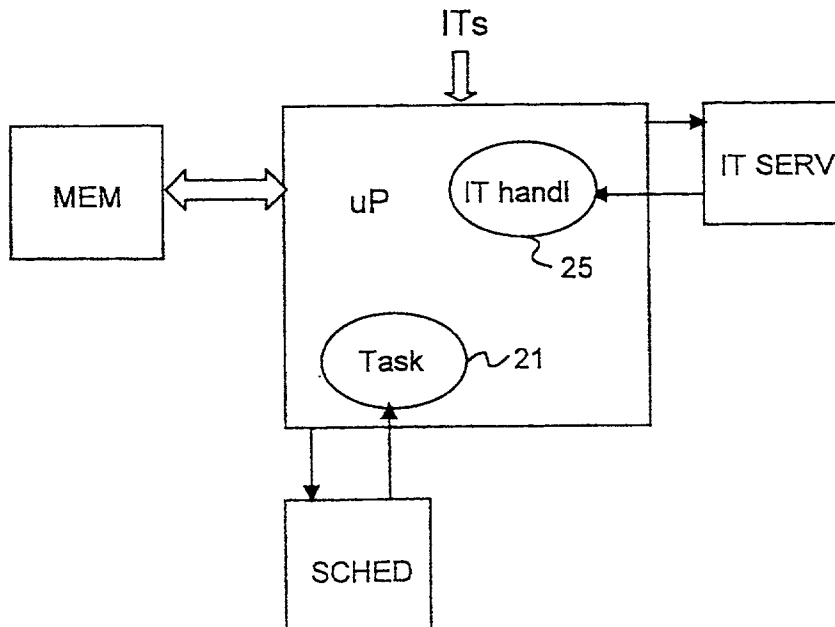 ITs
MEM
uP
IT handl
IT SERV
25
Task
21
SCHED